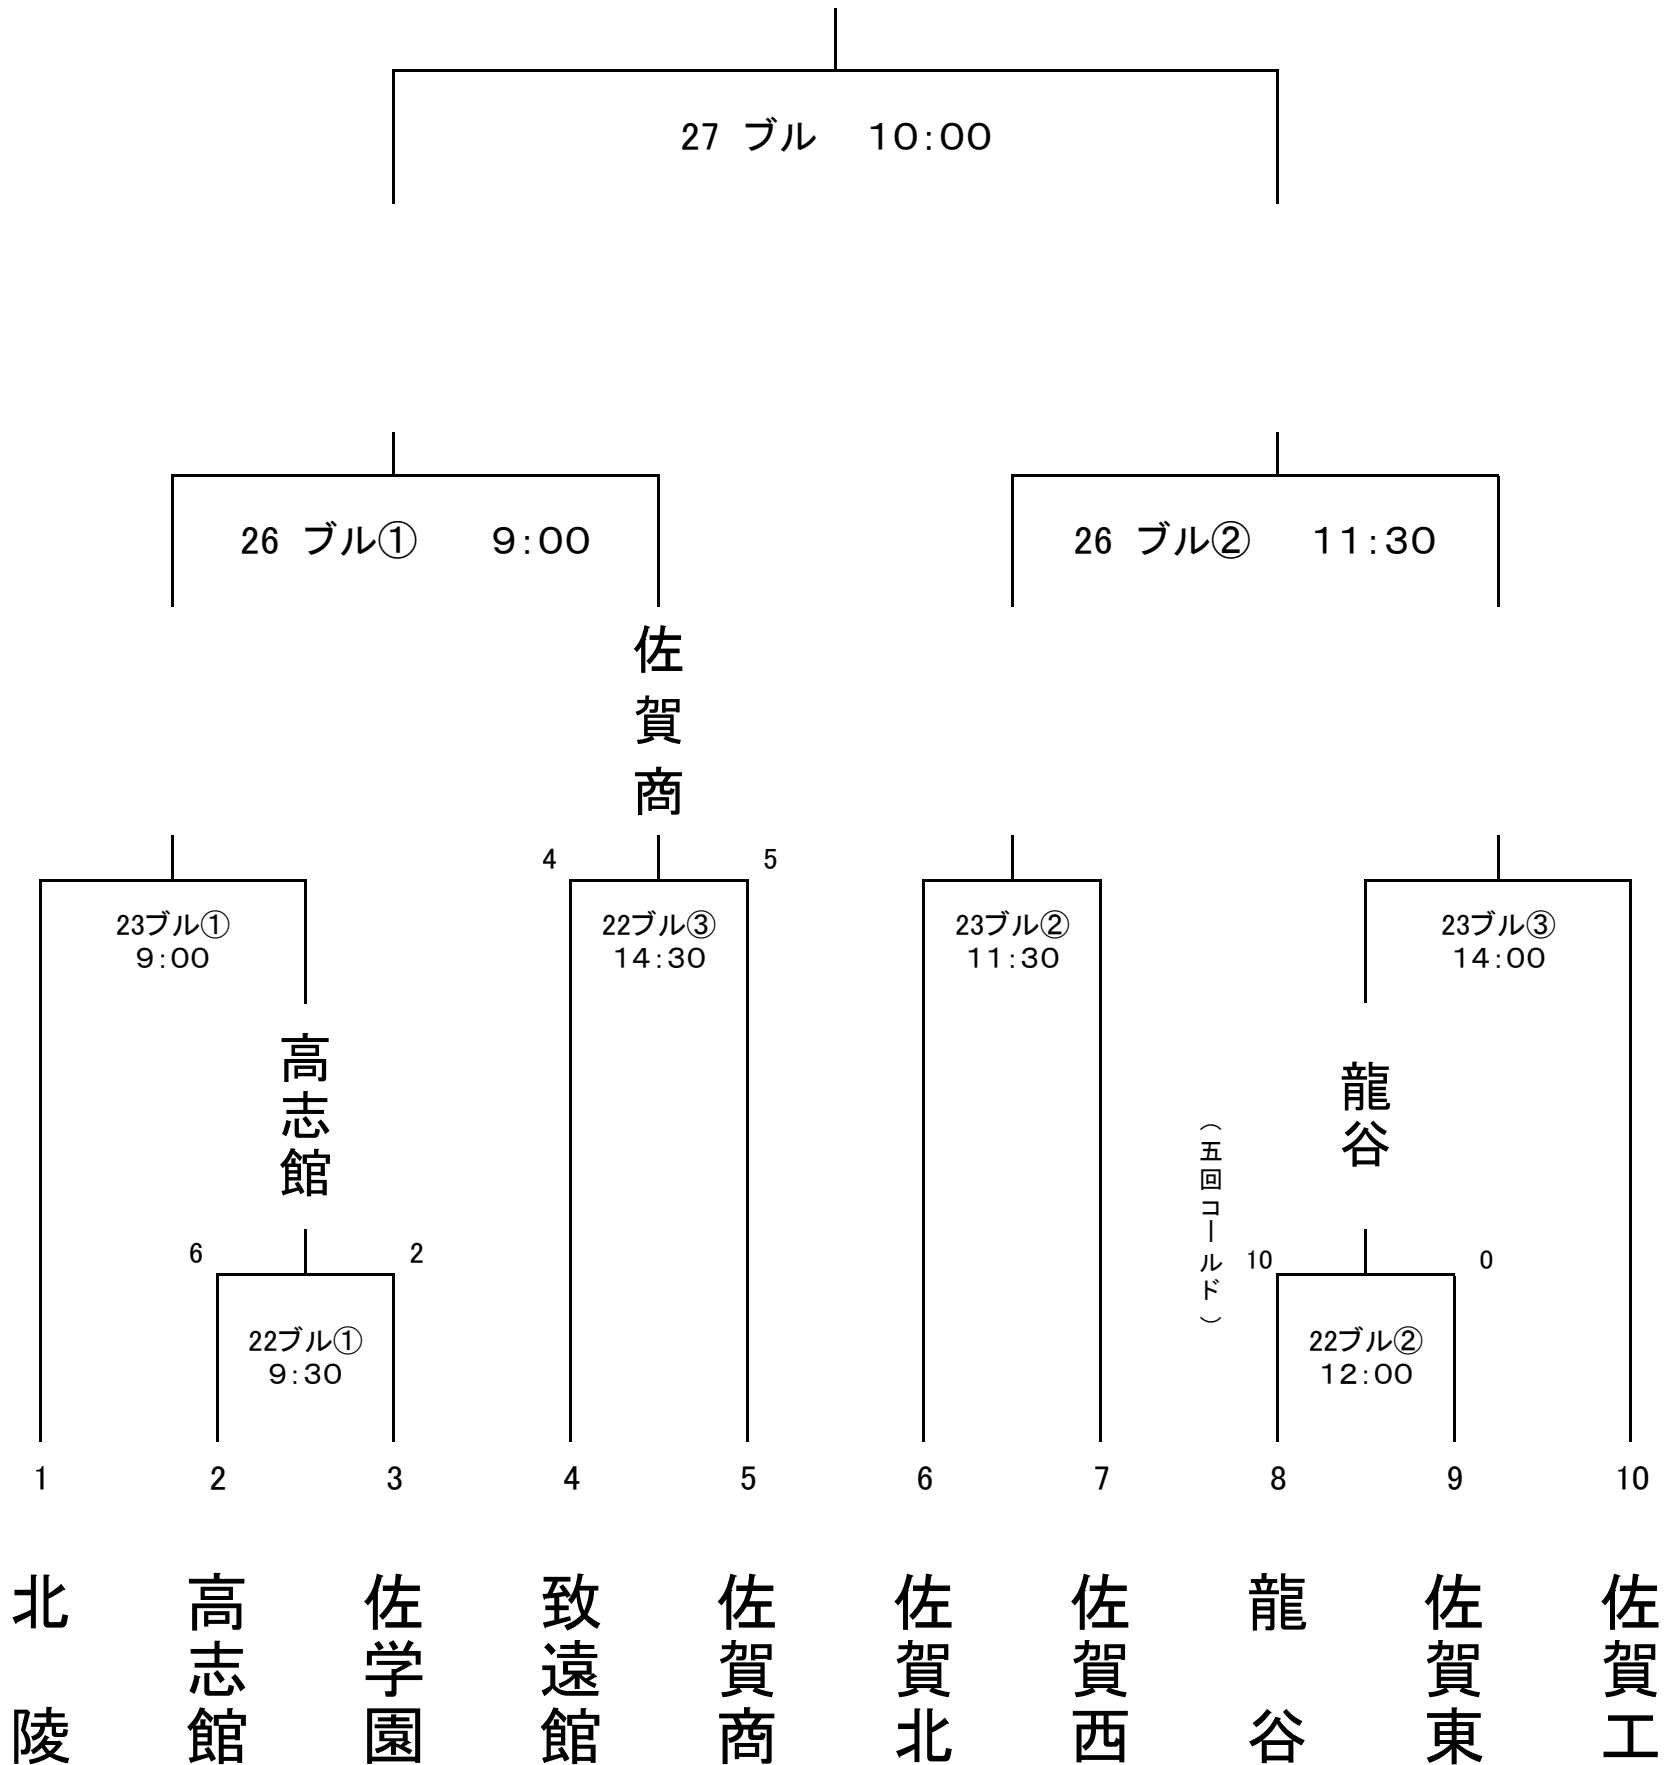 27 ブル 10:00
26 ブル① 9:00
26 ブル② 11:30
佐賀商
4
5
23ブル①
9:00
22ブル③
14:30
23ブル②
11:30
23ブル③
14:00
高志館
龍谷
（五回コールド）
6
2
10
0
22ブル①
9:30
22ブル②
12:00
1
2
3
4
5
6
7
8
9
10
北陵
高志館
佐学園
致遠館
佐賀商
佐賀北
佐賀西
龍谷
佐賀東
佐賀工